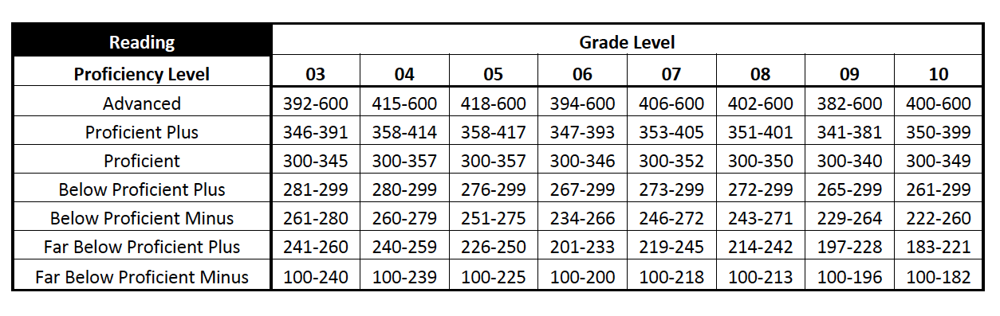 Reading Grade Level
Proficiency Level 03 04 05 06 07 08 09 10
Advanced 392-600 415-600 418-600 394-600 406-600 402-600 382-600 400-600
Proficient Plus 346-391 358-414 358-417 347-393 353-405 351-401 341-381 350-399
Proficient 300-345 300-357 300-357 300-346 300-352 300-350 300-340 300-349
Below Proficient Plus 281-299 280-299 276-299 267-299 273-299 272-299 265-299 261-299
Below Proficient Minus 261-280 260-279 251-275 234-266 246-272 243-271 229-264 222-260
Far Below Proficient Plus 241-260 240-259 226-250 201-233 219-245 214-242 197-228 183-221
Far Below Proficient Minus 100-240 100-239 100-225 100-200 100-218 100-213 100-196 100-182